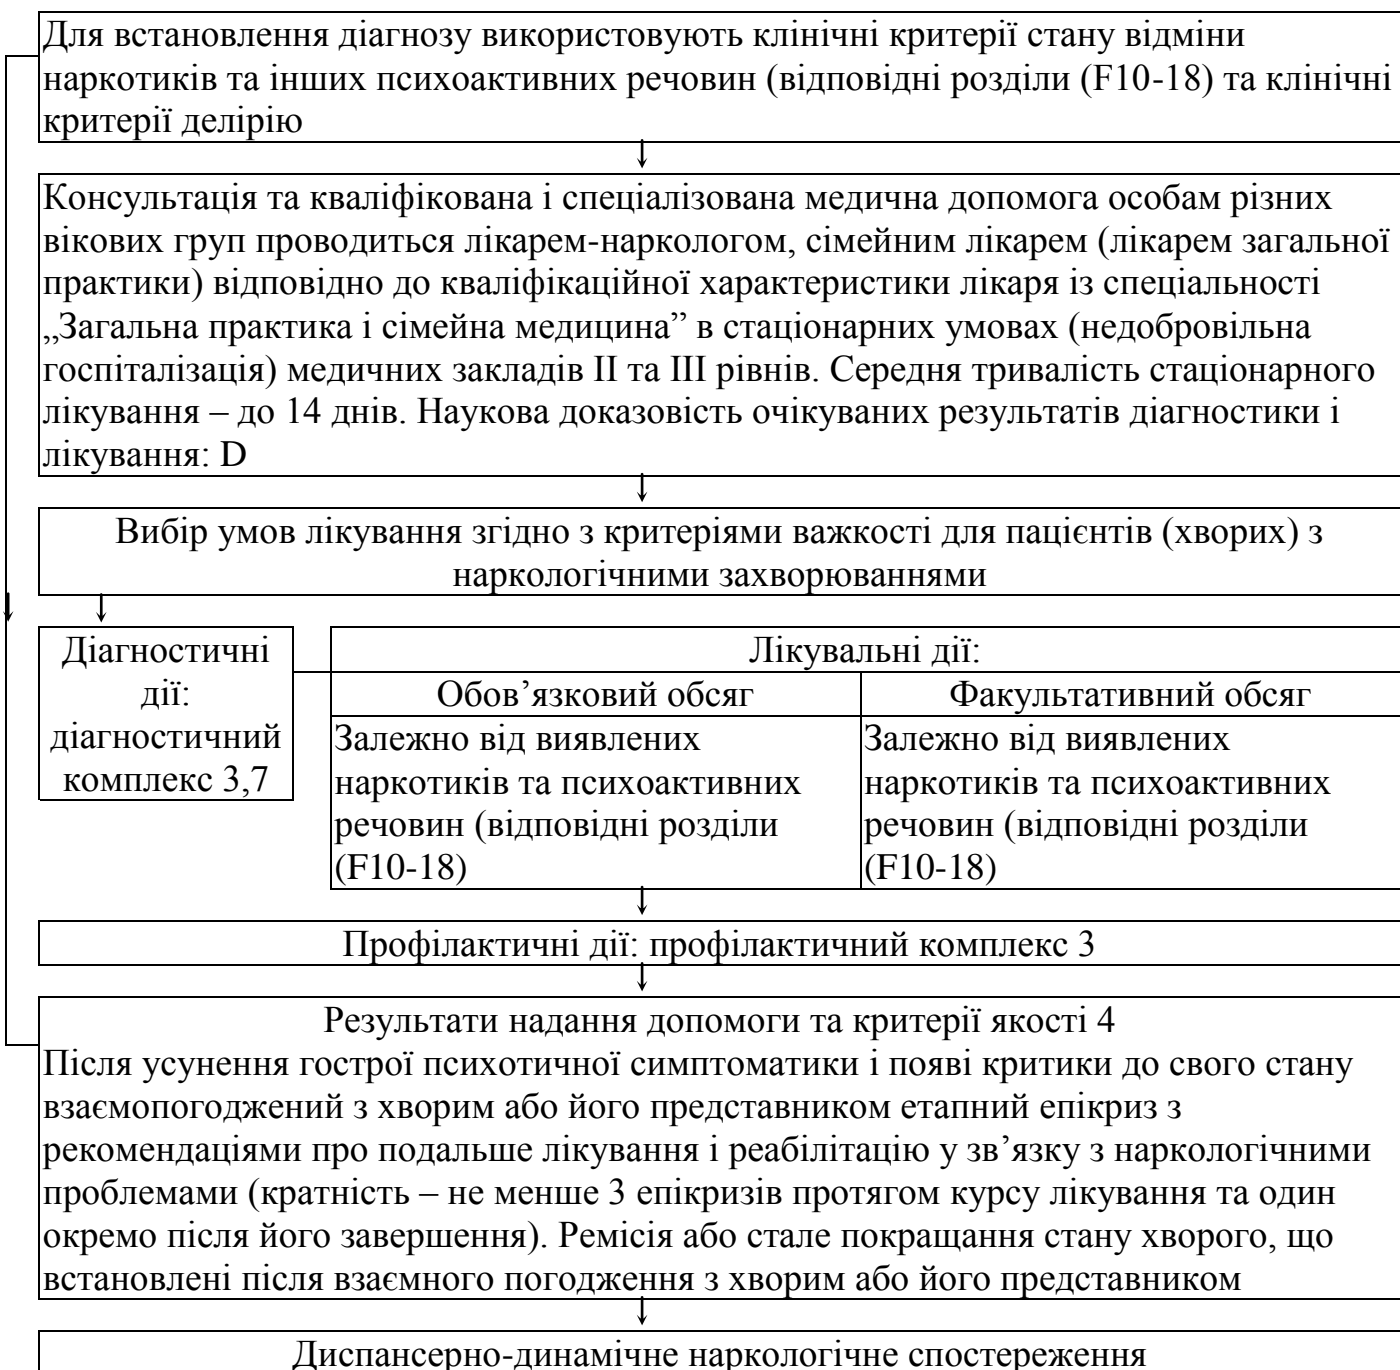 Для встановлення діагнозу використовують клінічні критерії стану відміни
наркотиків та інших психоактивних речовин (відповідні розділи (F10-18) та клінічні
критерії делірію
Консультація та кваліфікована і спеціалізована медична допомога особам різних
вікових груп проводиться лікарем-наркологом, сімейним лікарем (лікарем загальної
практики) відповідно до кваліфікаційної характеристики лікаря із спеціальності
„Загальна практика і сімейна медицина” в стаціонарних умовах (недобровільна
госпіталізація) медичних закладів II та III рівнів. Середня тривалість стаціонарного
лікування – до 14 днів. Наукова доказовість очікуваних результатів діагностики і
лікування: D
Вибір умов лікування згідно з критеріями важкості для пацієнтів (хворих) з
наркологічними захворюваннями
Діагностичні
дії:
діагностичний
комплекс 3,7
Лікувальні дії:
Обов’язковий обсяг
Залежно від виявлених
наркотиків та психоактивних
речовин (відповідні розділи
(F10-18)
Факультативний обсяг
Залежно від виявлених
наркотиків та психоактивних
речовин (відповідні розділи
(F10-18)
Профілактичні дії: профілактичний комплекс 3
Результати надання допомоги та критерії якості 4
Після усунення гострої психотичної симптоматики і появі критики до свого стану
взаємопогоджений з хворим або його представником етапний епікриз з
рекомендаціями про подальше лікування і реабілітацію у зв’язку з наркологічними
проблемами (кратність – не менше 3 епікризів протягом курсу лікування та один
окремо після його завершення). Ремісія або стале покращання стану хворого, що
встановлені після взаємного погодження з хворим або його представником
Диспансерно-динамічне наркологічне спостереження